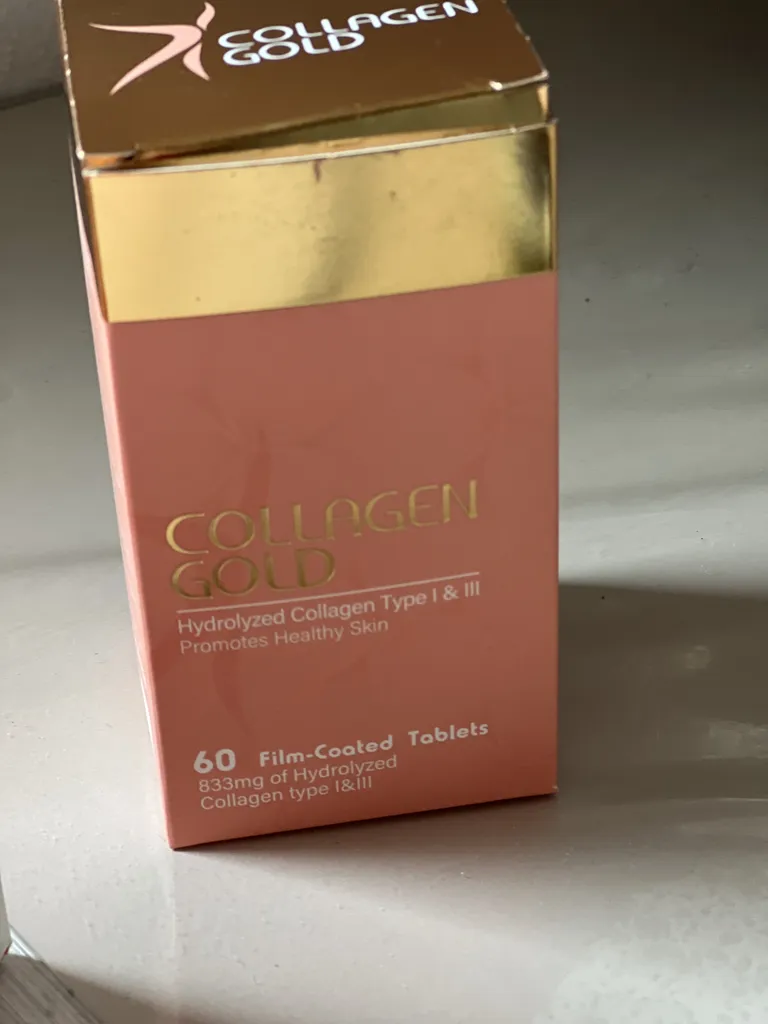 COLLAGEN
GOLD
COLLAGEN
GOLD
Hydrolyzed Collagen Type I & III
Promotes Healthy Skin
60 Film-Coated Tablets
833mg of Hydrolyzed
Collagen type I&III